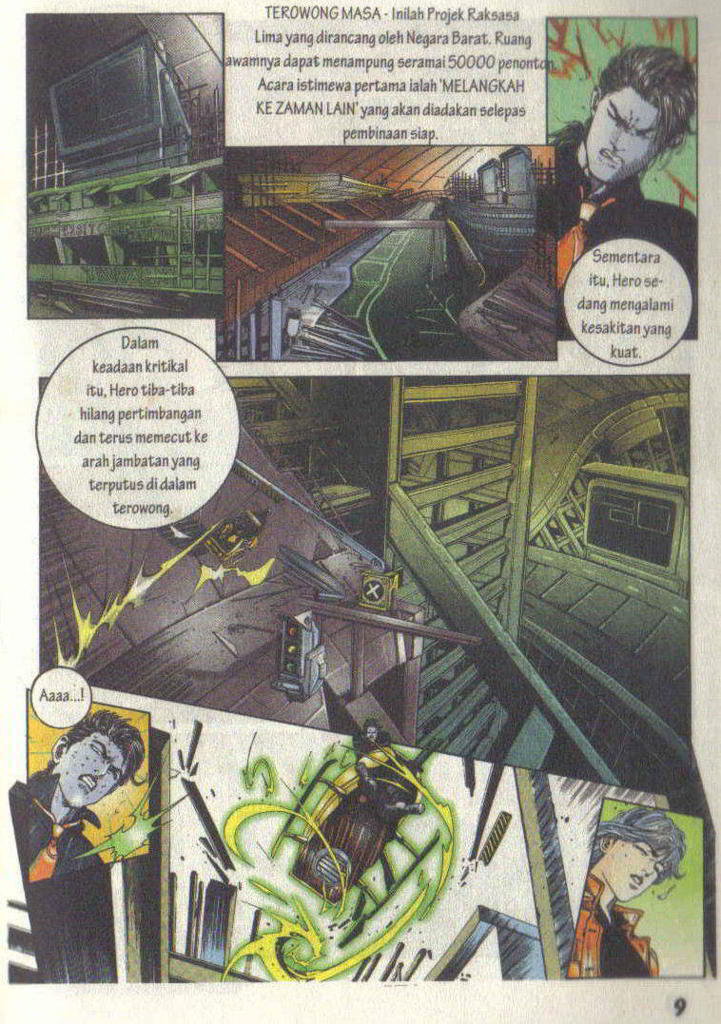 TEROWONG MASA - Inilah Projek Raksasa
Lima yang dirancang oleh Negara Barat. Ruang
awamnya dapat menampung seramai 50000 penonton.
Acara istimewa pertama ialah 'MELANGKAH
KE ZAMAN LAIN' yang akan diadakan selepas
pembinaan siap.
Sementara
itu, Hero se-
dang mengalami
kesakitan yang
kuat.
Dalam
keadaan kritikal
itu, Hero tiba-tiba
hilang pertimbangan
dan terus memecut ke
arah jambatan yang
terputus di dalam
terowong.
Aaaa...!
9